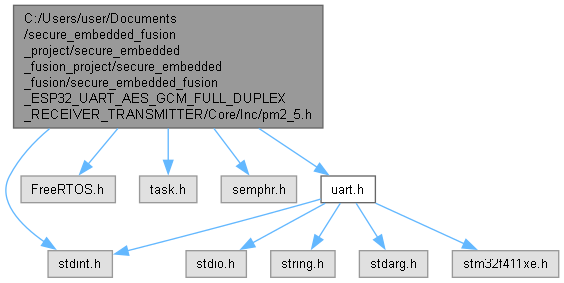 C:/Users/user/Documents
/secure_embedded_fusion
_project/secure_embedded
_fusion_project/secure_embedded
_fusion/secure_embedded_fusion
_ESP32_UART_AES_GCM_FULL_DUPLEX
_RECEIVER_TRANSMITTER/Core/Inc/pm2_5.h
FreeRTOS.h task.h semphr.h uart.h
stdint.h stdio.h string.h stdarg.h stm32f411xe.h